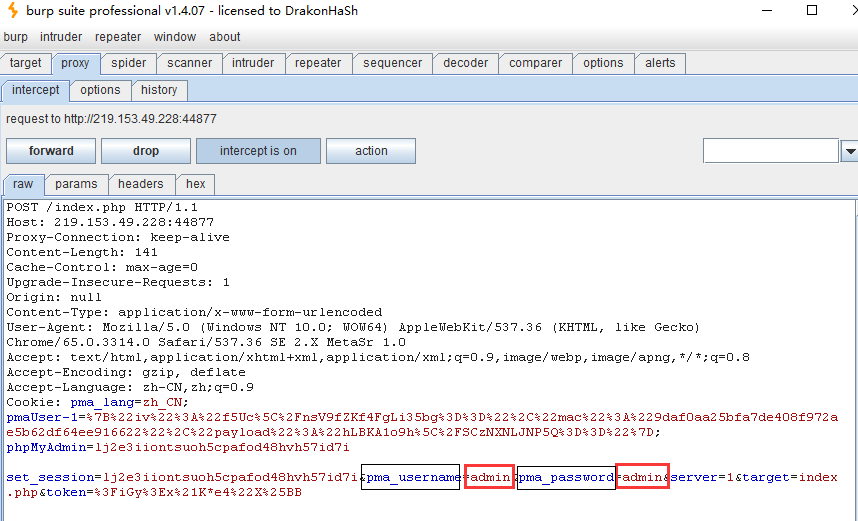 burp suite professional v1.4.07 - licensed to DrakonHaSh
burp intruder repeater window about
target proxy spider scanner intruder repeater sequencer decoder comparer options alerts
intercept options history
request to http://219.153.49.228:44877
forward drop intercept is on action
raw params headers hex
POST /index.php HTTP/1.1
Host: 219.153.49.228:44877
Proxy-Connection: keep-alive
Content-Length: 141
Cache-Control: max-age=0
Upgrade-Insecure-Requests: 1
Origin: null
Content-Type: application/x-www-form-urlencoded
User-Agent: Mozilla/5.0 (Windows NT 10.0; WOW64) AppleWebKit/537.36 (KHTML, like Gecko)
Chrome/65.0.3314.0 Safari/537.36 SE 2.X MetaSr 1.0
Accept: text/html,application/xhtml+xml,application/xml;q=0.9,image/webp,image/apng,*/*;q=0.8
Accept-Encoding: gzip, deflate
Accept-Language: zh-CN,zh;q=0.9
Cookie: pma_lang=zh_CN;
pmaUser-1=%7B%22iv%22%3A%22f5Uc%5C%2FnsV9fZKf4FgLi35bg%3D%3D%22%2C%22mac%22%3A%229daf0aa25bfa7de408f972a
e5b62df64ee916622%22%2C%22payload%22%3A%22hLBKA1o9h%5C%2FSCzNXNLJNP5Q%3D%3D%22%7D;
phpMyAdmin=lj2e3iiontsuoh5cpafod48hvh57id7i
set_session=lj2e3iiontsuoh5cpafod48hvh57id7i&pma_username=admin&pma_password=admin&server=1&target=index
.php&token=%3FiGy%3Ex%21K*e4%22X%25BB